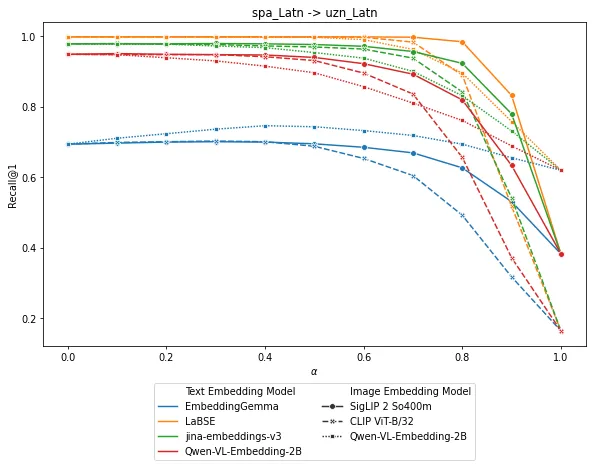 spa_Latn -> uzn_Latn
Recall@1
1.0
0.8
0.6
0.4
0.2
0.0 0.2 0.4 0.6 0.8 1.0
α
Text Embedding Model Image Embedding Model
EmbeddingGemma SigLIP 2 So400m
LaBSE CLIP ViT-B/32
jina-embeddings-v3 Qwen-VL-Embedding-2B
Qwen-VL-Embedding-2B